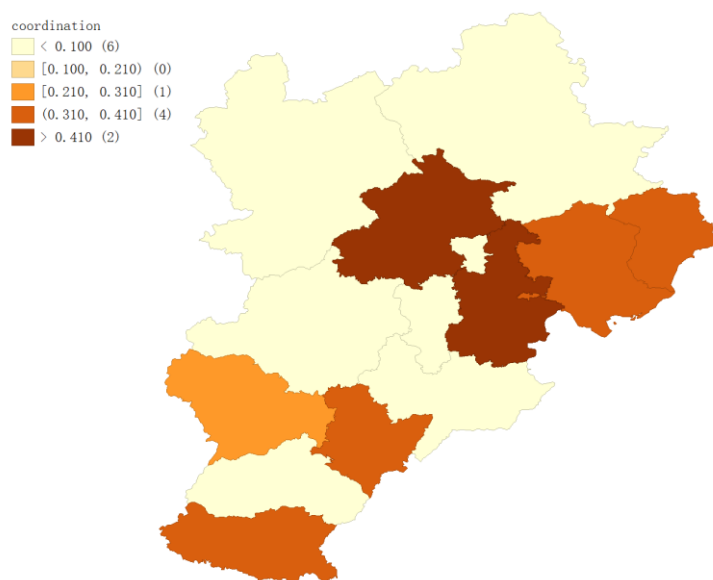 coordination
< 0.100 (6)
[0.100, 0.210) (0)
[0.210, 0.310] (1)
(0.310, 0.410] (4)
> 0.410 (2)